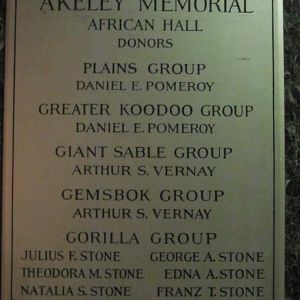 AKELEY MEMORIAL
AFRICAN HALL
DONORS
PLAINS GROUP
DANIEL E. POMEROY
GREATER KOODOO GROUP
DANIEL E. POMEROY
GIANT SABLE GROUP
ARTHUR S. VERNAY
GEMSBOK GROUP
ARTHUR S. VERNAY
GORILLA GROUP
JULIUS F. STONE GEORGE A. STONE
THEODORA M. STONE EDNA A. STONE
NATALIA S. STONE FRANZ T. STONE